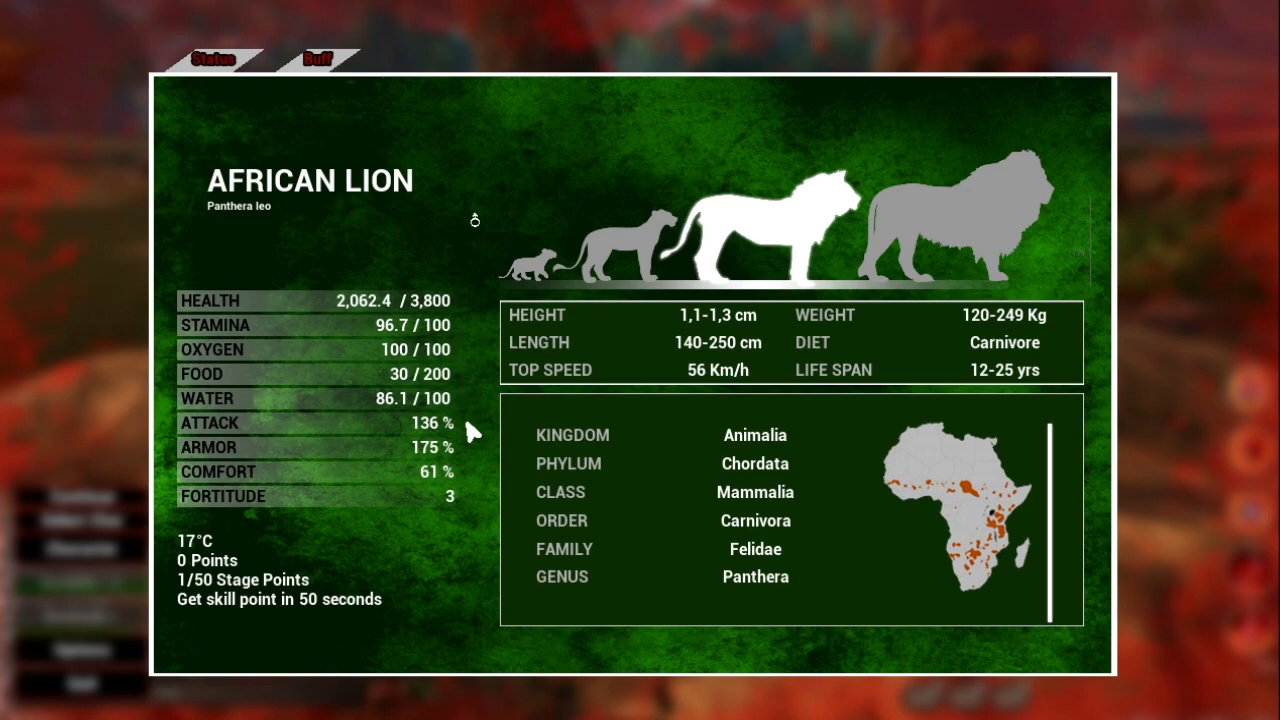 Status Buff
AFRICAN LION
Panthera leo
HEALTH 2,062.4 / 3,800
STAMINA 96.7 / 100
OXYGEN 100 / 100
FOOD 30 / 200
WATER 86.1 / 100
ATTACK 136 %
ARMOR 175 %
COMFORT 61 %
FORTITUDE 3
17°C
0 Points
1/50 Stage Points
Get skill point in 50 seconds
HEIGHT 1,1-1,3 cm WEIGHT 120-249 Kg
LENGTH 140-250 cm DIET Carnivore
TOP SPEED 56 Km/h LIFE SPAN 12-25 yrs
KINGDOM Animalia
PHYLUM Chordata
CLASS Mammalia
ORDER Carnivora
FAMILY Felidae
GENUS Panthera
Continue
Character
Options